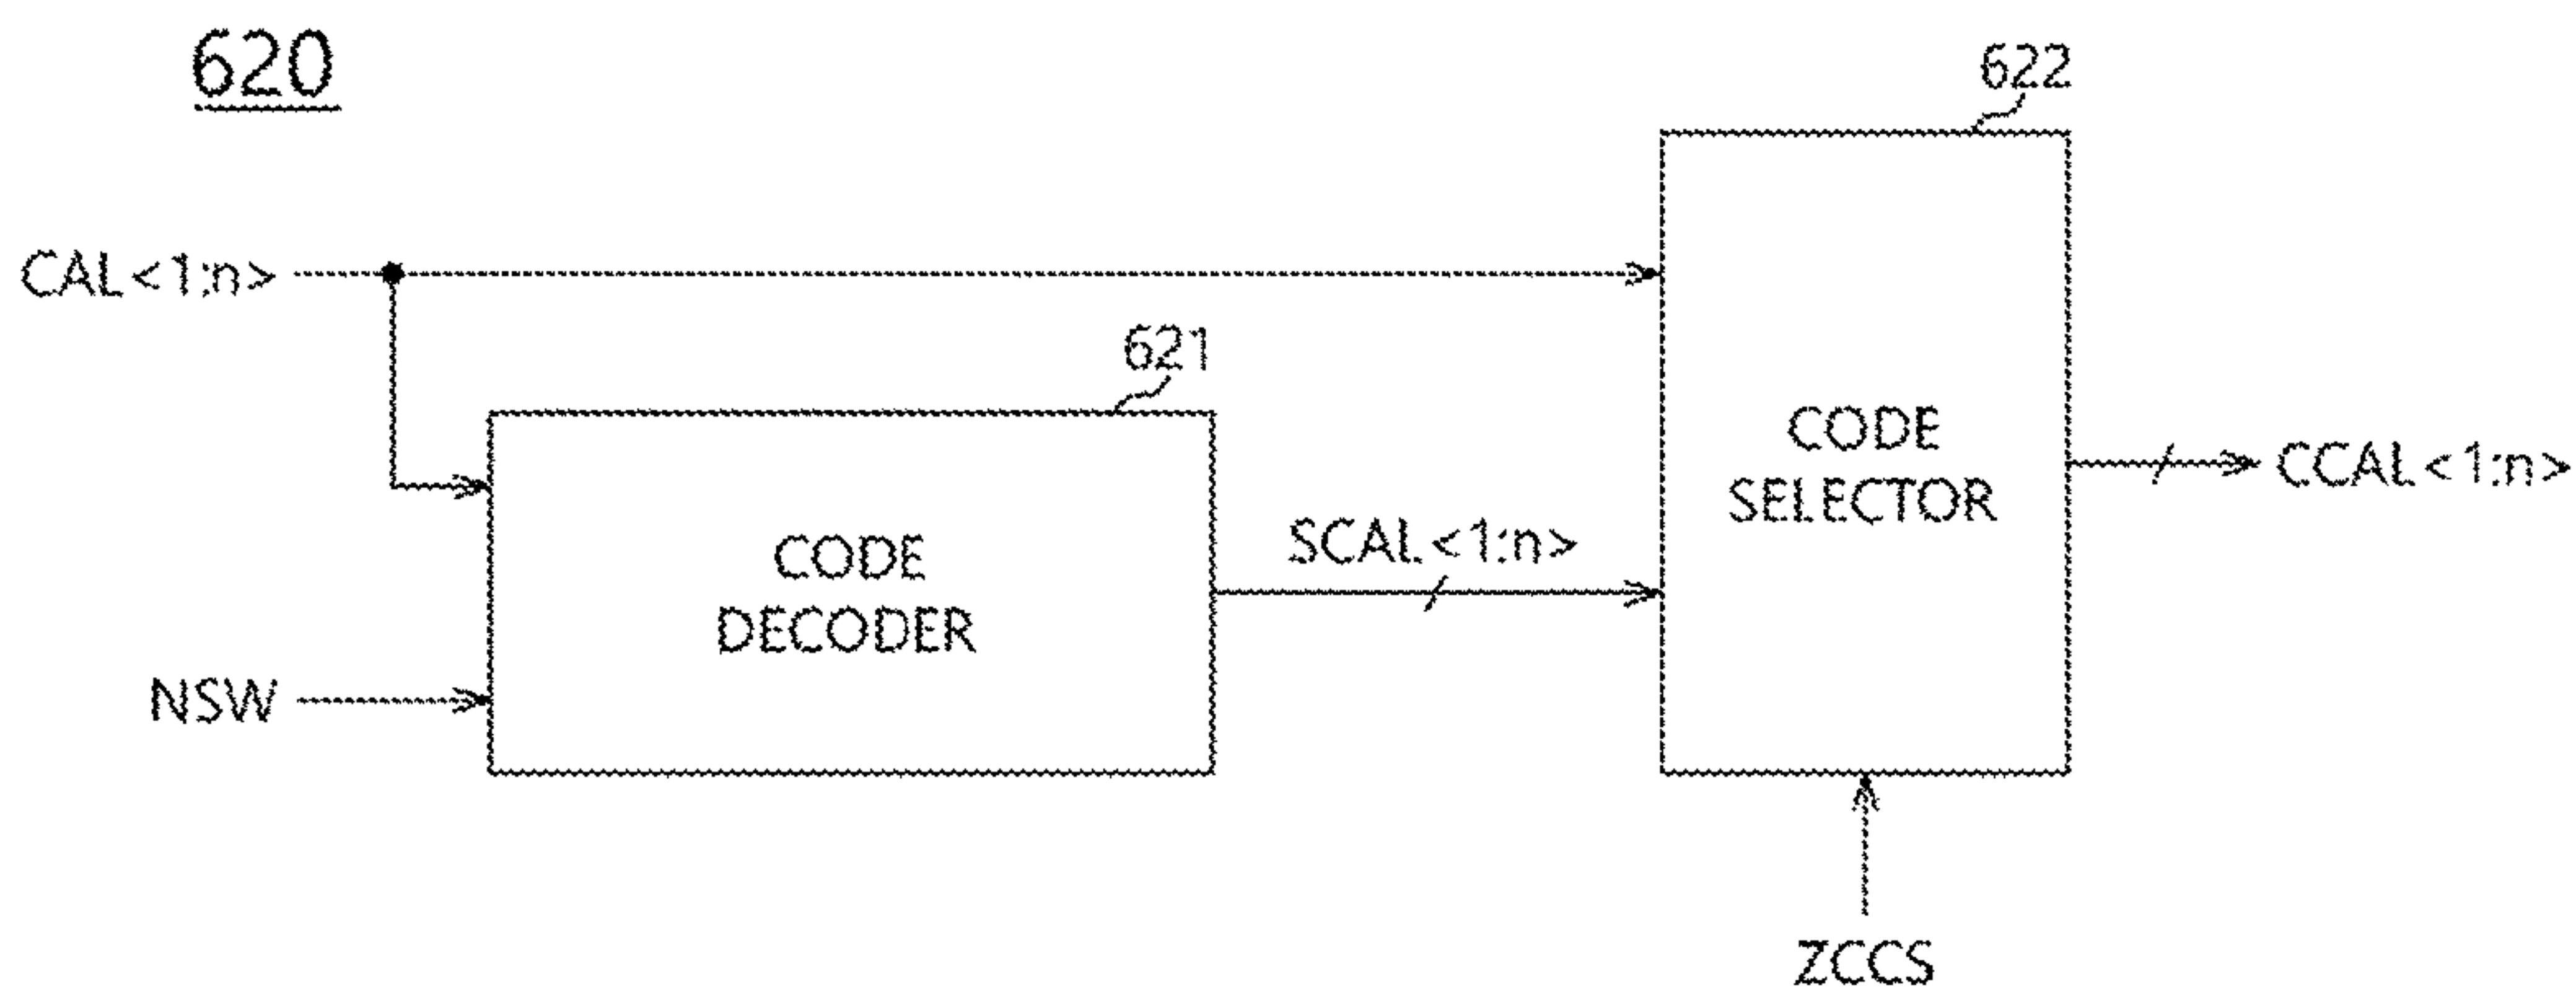 620
622
CAL<1:n>
621
CODE
SELECTOR
CCAL<1:n>
CODE
DECODER
SCAL<1:n>
NSW
ZCCS